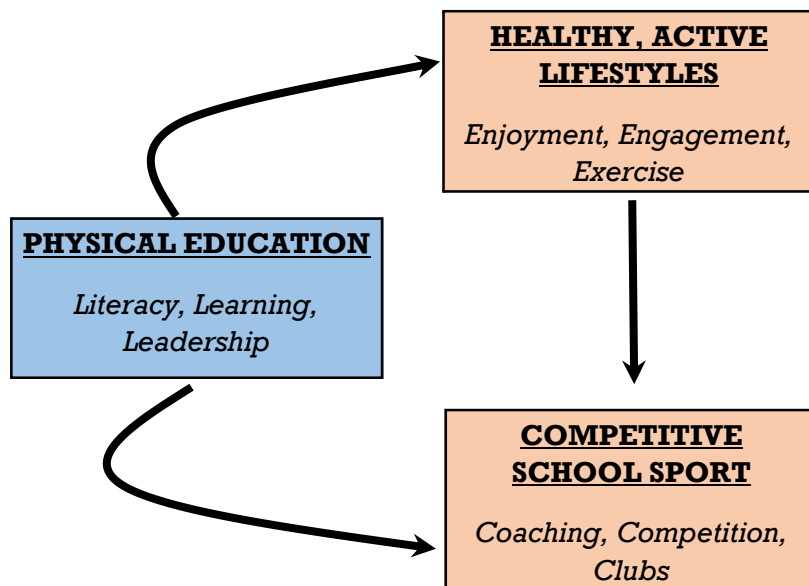 HEALTHY, ACTIVE
LIFESTYLES
Enjoyment, Engagement,
Exercise
PHYSICAL EDUCATION
Literacy, Learning,
Leadership
COMPETITIVE
SCHOOL SPORT
Coaching, Competition,
Clubs